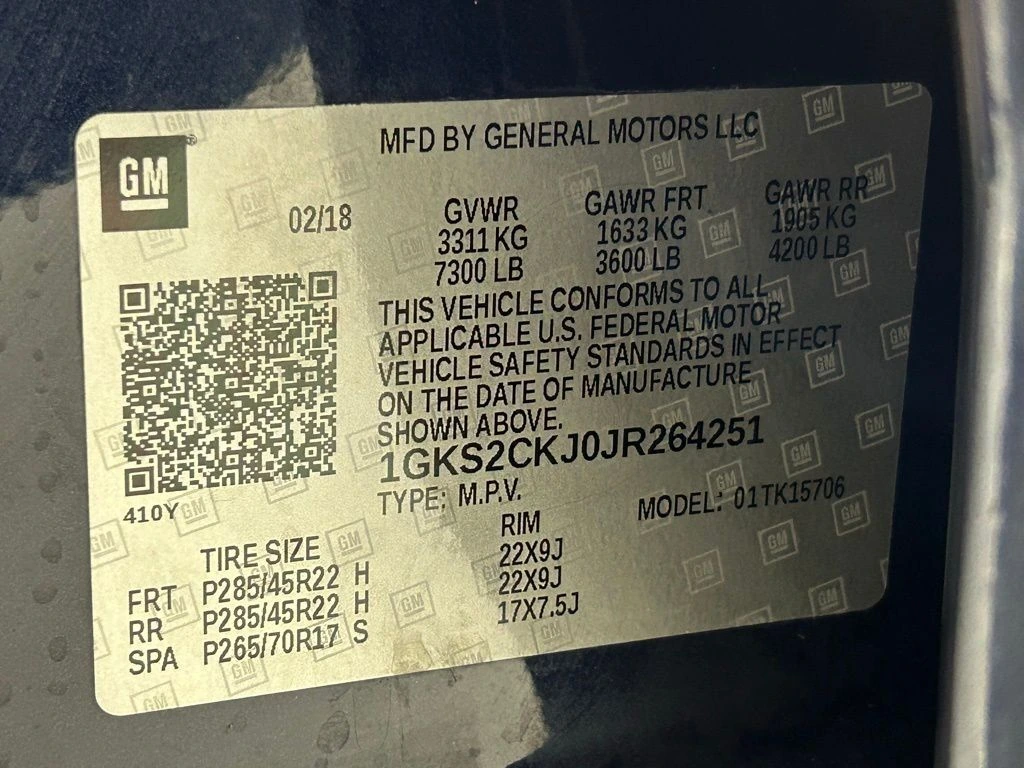 GM
MFD BY GENERAL MOTORS LLC
02/18
GVWR GAWR FRT GAWR RR
3311 KG 1633 KG 1905 KG
7300 LB 3600 LB 4200 LB
THIS VEHICLE CONFORMS TO ALL
APPLICABLE U.S. FEDERAL MOTOR
VEHICLE SAFETY STANDARDS IN EFFECT
ON THE DATE OF MANUFACTURE
SHOWN ABOVE.
1GKS2CKJ0JR264251
TYPE: M.P.V. MODEL: 01TK15706
410Y
TIRE SIZE RIM
FRT P285/45R22 H 22X9J
RR P285/45R22 H 22X9J
SPA P265/70R17 S 17X7.5J